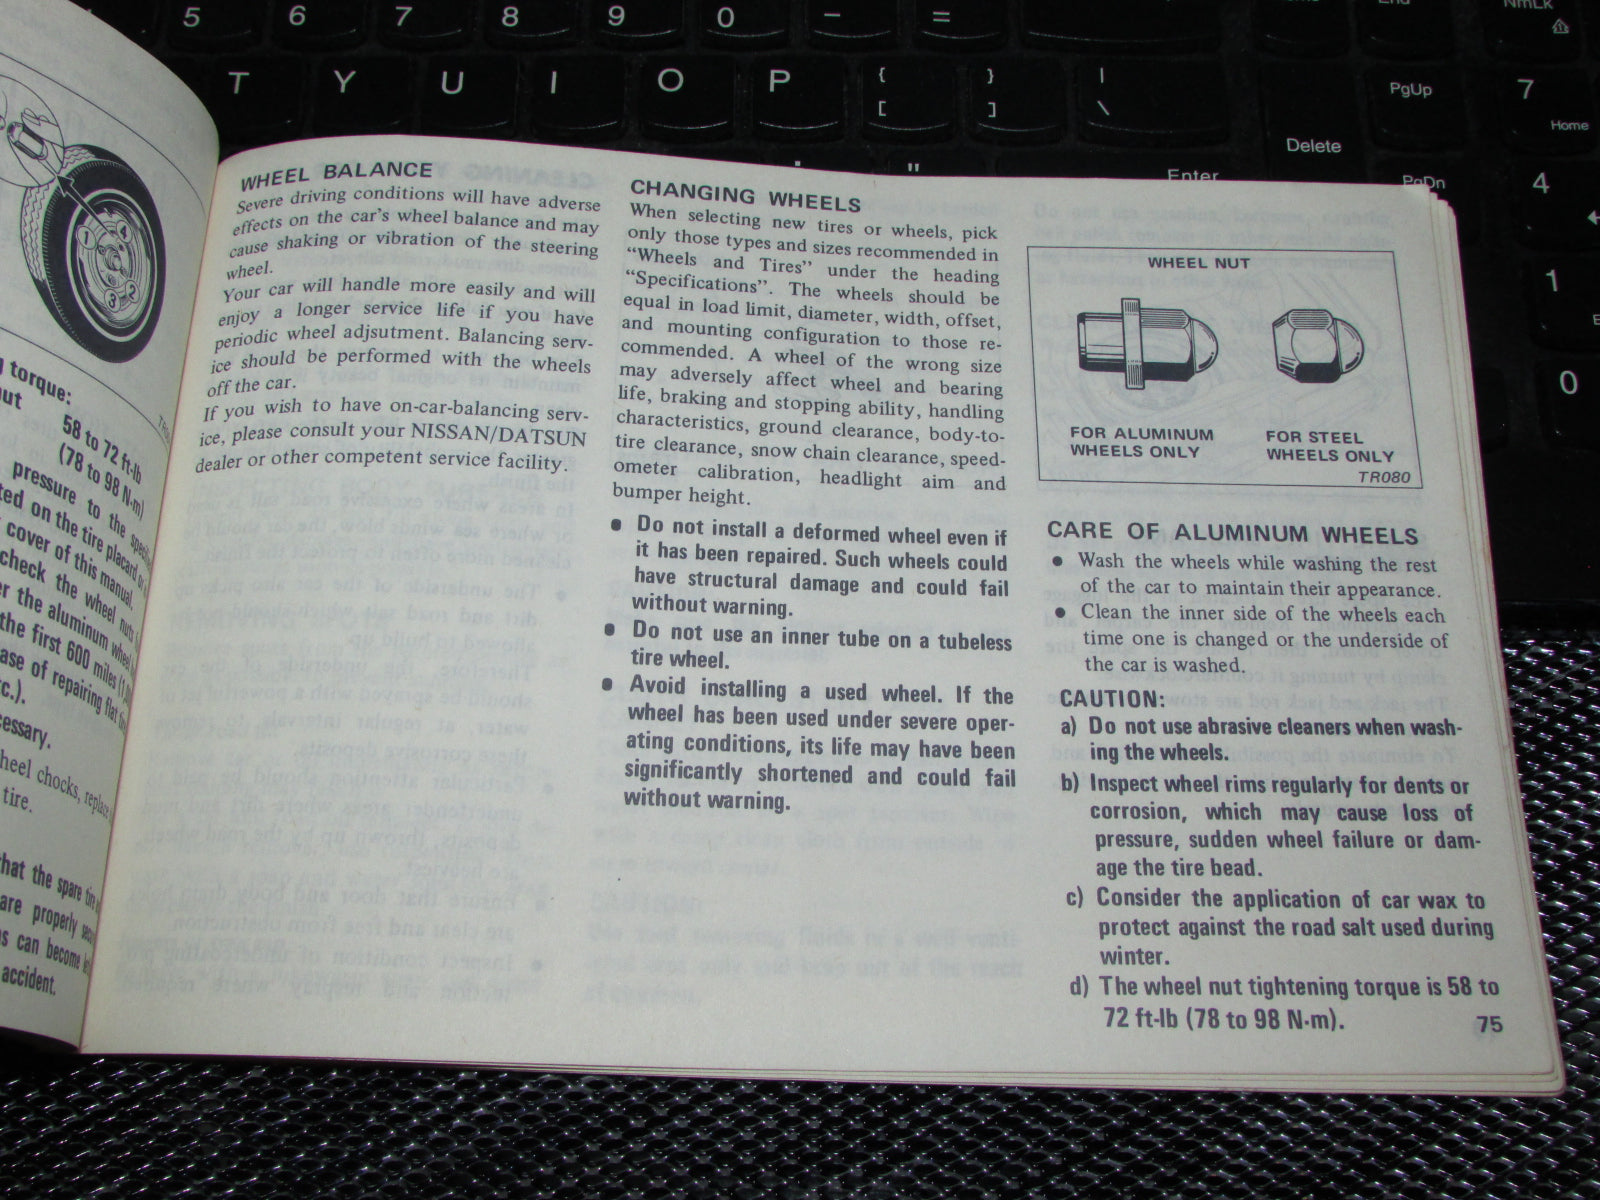 5 6 7 8 9 0 - =
NmLK
T Y U I O P { [ } ] | \
PgUp
7
Home
Delete
"
Enter
PgDn
4
1
0
1 4
3 2
torque:
58 to 72 ft-lb
(78 to 98 N·m)
pressure to the
on the tire placard
cover of this manual.
check the wheel nuts
the aluminum wheel
the first 600 miles
of repairing flat
chocks,
tire.
that the spare
are properly
can become
accident.
WHEEL BALANCE
Severe driving conditions will have adverse
effects on the car's wheel balance and may
cause shaking or vibration of the steering
wheel.
Your car will handle more easily and will
enjoy a longer service life if you have
periodic wheel adjsutment. Balancing serv-
ice should be performed with the wheels
off the car.
If you wish to have on-car-balancing serv-
ice, please consult your NISSAN/DATSUN
dealer or other competent service facility.
CHANGING WHEELS
When selecting new tires or wheels, pick
only those types and sizes recommended in
“Wheels and Tires” under the heading
“Specifications”. The wheels should be
equal in load limit, diameter, width, offset,
and mounting configuration to those re-
commended. A wheel of the wrong size
may adversely affect wheel and bearing
life, braking and stopping ability, handling
characteristics, ground clearance, body-to-
tire clearance, snow chain clearance, speed-
ometer calibration, headlight aim and
bumper height.
● Do not install a deformed wheel even if
it has been repaired. Such wheels could
have structural damage and could fail
without warning.
● Do not use an inner tube on a tubeless
tire wheel.
● Avoid installing a used wheel. If the
wheel has been used under severe oper-
ating conditions, its life may have been
significantly shortened and could fail
without warning.
WHEEL NUT
FOR ALUMINUM
WHEELS ONLY
FOR STEEL
WHEELS ONLY
TR080
CARE OF ALUMINUM WHEELS
● Wash the wheels while washing the rest
of the car to maintain their appearance.
● Clean the inner side of the wheels each
time one is changed or the underside of
the car is washed.
CAUTION:
a) Do not use abrasive cleaners when wash-
ing the wheels.
b) Inspect wheel rims regularly for dents or
corrosion, which may cause loss of
pressure, sudden wheel failure or dam-
age the tire bead.
c) Consider the application of car wax to
protect against the road salt used during
winter.
d) The wheel nut tightening torque is 58 to
72 ft-lb (78 to 98 N·m).
75